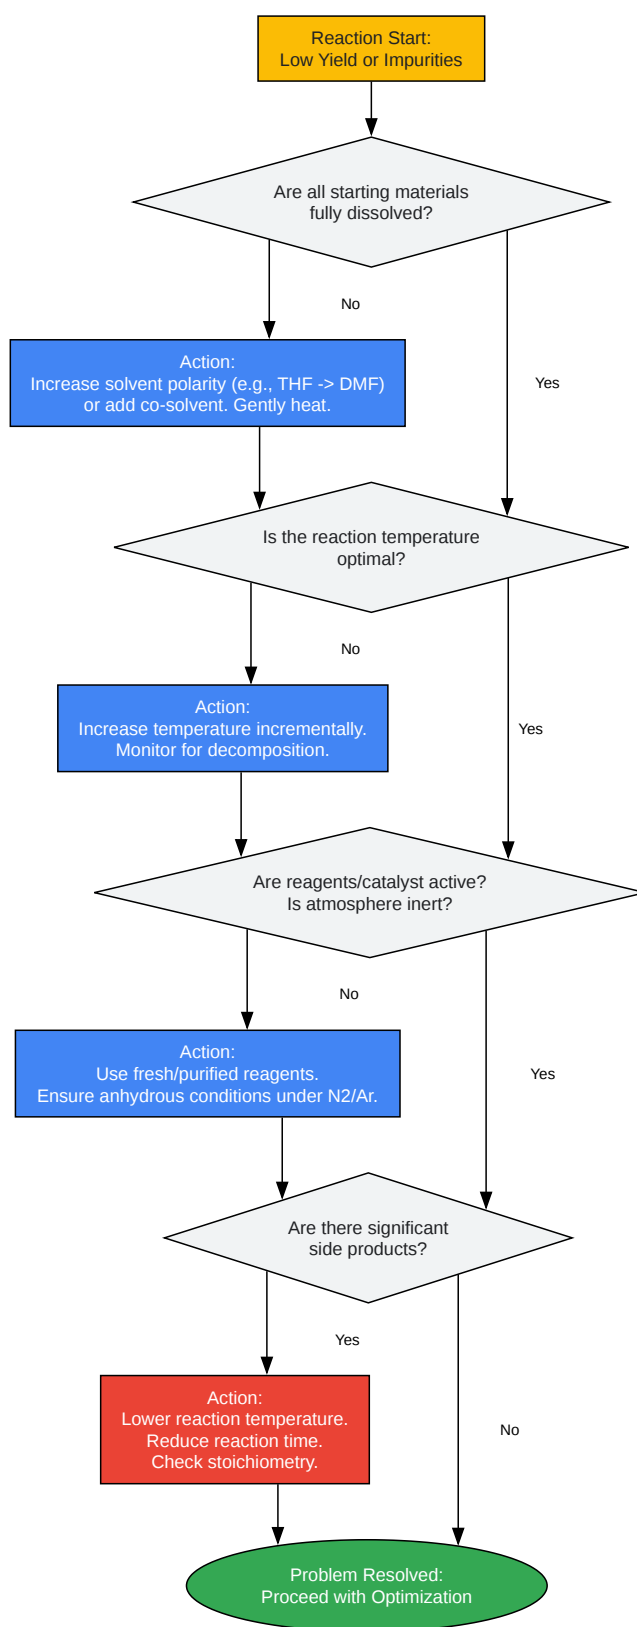 Reaction Start:
Low Yield or Impurities
Are all starting materials
fully dissolved?
No
Action:
Increase solvent polarity (e.g., THF -> DMF)
or add co-solvent. Gently heat.
Yes
Is the reaction temperature
optimal?
No
Action:
Increase temperature incrementally.
Monitor for decomposition.
Yes
Are reagents/catalyst active?
Is atmosphere inert?
No
Action:
Use fresh/purified reagents.
Ensure anhydrous conditions under N2/Ar.
Yes
Are there significant
side products?
Yes
Action:
Lower reaction temperature.
Reduce reaction time.
Check stoichiometry.
No
Problem Resolved:
Proceed with Optimization